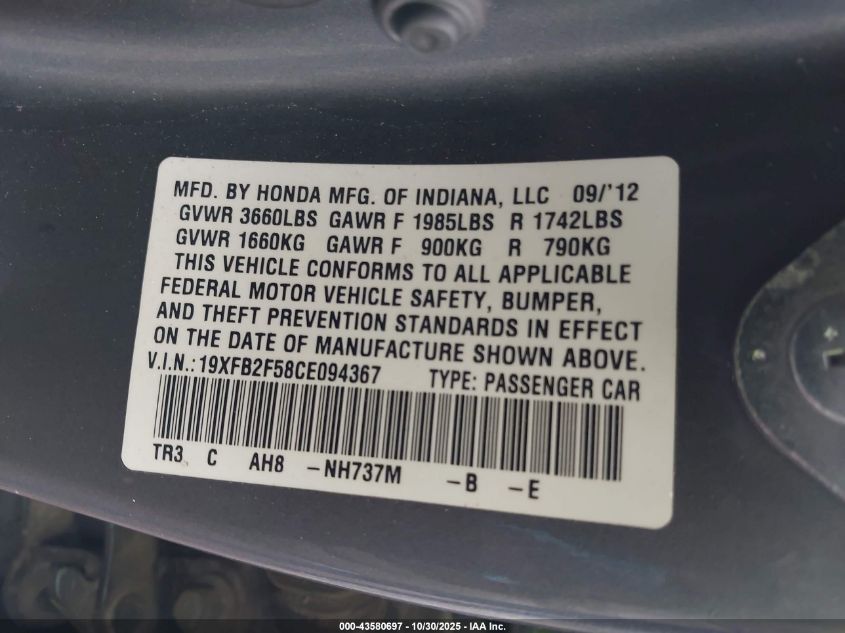 MFD. BY HONDA MFG. OF INDIANA, LLC 09/'12
GVWR 3660LBS GAWR F 1985LBS R 1742LBS
GVWR 1660KG GAWR F 900KG R 790KG
THIS VEHICLE CONFORMS TO ALL APPLICABLE
FEDERAL MOTOR VEHICLE SAFETY, BUMPER,
AND THEFT PREVENTION STANDARDS IN EFFECT
ON THE DATE OF MANUFACTURE SHOWN ABOVE.
V.I.N.:19XFB2F58CE094367 TYPE: PASSENGER CAR
TR3 C AH8 -NH737M -B -E
000-43580697 - 10/30/2025 - IAA Inc.